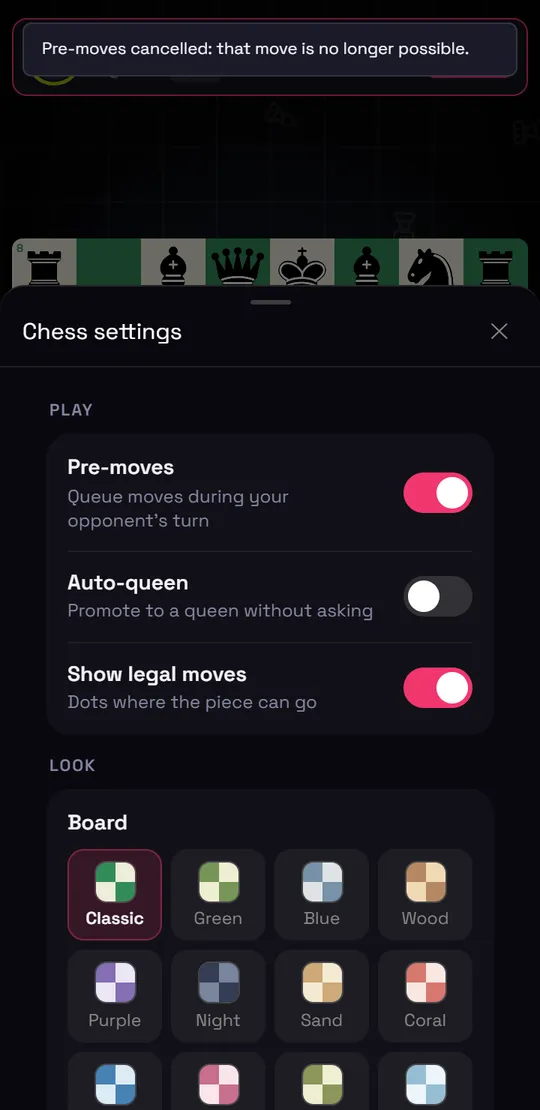 Pre-moves cancelled: that move is no longer possible.
8
Chess settings
PLAY
Pre-moves
Queue moves during your
opponent's turn
Auto-queen
Promote to a queen without asking
Show legal moves
Dots where the piece can go
LOOK
Board
Classic
Green
Blue
Wood
Purple
Night
Sand
Coral